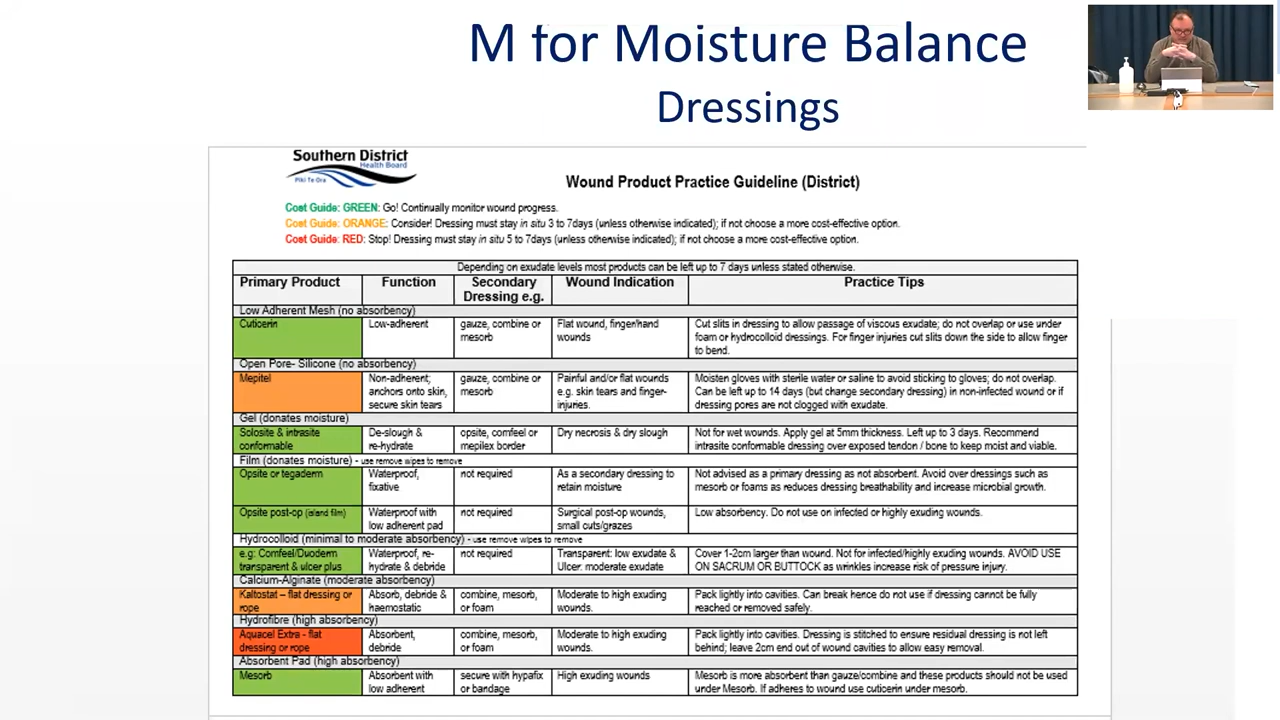 M for Moisture Balance
Dressings
Southern District
Health Board
Piki Te Ora
Wound Product Practice Guideline (District)
Cost Guide: GREEN: Go! Continually monitor wound progress.
Cost Guide: ORANGE: Consider! Dressing must stay in situ 3 to 7days (unless otherwise indicated); if not choose a more cost-effective option.
Cost Guide: RED: Stop! Dressing must stay in situ 5 to 7days (unless otherwise indicated); if not choose a more cost-effective option.
Depending on exudate levels most products can be left up to 7 days unless stated otherwise.
Primary Product
Function
Secondary
Dressing e.g.
Wound Indication
Practice Tips
Low Adherent Mesh (no absorbency)
Cuticerin
Low-adherent
gauze, combine or
mesorb
Flat wound, finger/hand
wounds
Cut slits in dressing to allow passage of viscous exudate; do not overlap or use under
foam or hydrocolloid dressings. For finger injuries cut slits down the side to allow finger
to bend.
Open Pore- Silicone (no absorbency)
Mepitel
Non-adherent;
anchors onto skin,
secure skin tears
gauze, combine or
mesorb
Painful and/or flat wounds
e.g. skin tears and finger-
injuries.
Moisten gloves with sterile water or saline to avoid sticking to gloves; do not overlap.
Can be left up to 14 days (but change secondary dressing) in non-infected wound or if
dressing pores are not clogged with exudate.
Gel (donates moisture)
Solosite & intrasite
conformable
De-slough &
re-hydrate
opsite, comfeel or
mepilex border
Dry necrosis & dry slough
Not for wet wounds. Apply gel at 5mm thickness. Left up to 3 days. Recommend
intrasite conformable dressing over exposed tendon / bone to keep moist and viable.
Film (donates moisture) - use remove wipes to remove
Opsite or tegaderm
Waterproof,
fixative
not required
As a secondary dressing to
retain moisture
Not advised as a primary dressing as not absorbent. Avoid over dressings such as
mesorb or foams as reduces dressing breathability and increase microbial growth.
Opsite post-op (island film)
Waterproof with
low adherent pad
not required
Surgical post-op wounds,
small cuts/grazes
Low absorbency. Do not use on infected or highly exuding wounds.
Hydrocolloid (minimal to moderate absorbency) - use remove wipes to remove
e.g: Comfeel/Duoderm
transparent & ulcer plus
Waterproof, re-
hydrate & debride
not required
Transparent: low exudate &
Ulcer: moderate exudate
Cover 1-2cm larger than wound. Not for infected/highly exuding wounds. AVOID USE
ON SACRUM OR BUTTOCK as wrinkles increase risk of pressure injury.
Calcium-Alginate (moderate absorbency)
Kaltostat – flat dressing or
rope
Absorb, debride &
haemostatic
combine, mesorb,
or foam
Moderate to high exuding
wounds.
Pack lightly into cavities. Can break hence do not use if dressing cannot be fully
reached or removed safely.
Hydrofibre (high absorbency)
Aquacel Extra - flat
dressing or rope
Absorbent,
debride
combine, mesorb,
or foam
Moderate to high exuding
wounds.
Pack lightly into cavities. Dressing is stitched to ensure residual dressing is not left
behind; leave 2cm end out of wound cavities to allow easy removal.
Absorbent Pad (high absorbency)
Mesorb
Absorbent with
low adherent
secure with hypafix
or bandage
High exuding wounds
Mesorb is more absorbent than gauze/combine and these products should not be used
under Mesorb. If adheres to wound use cuticerin under mesorb.